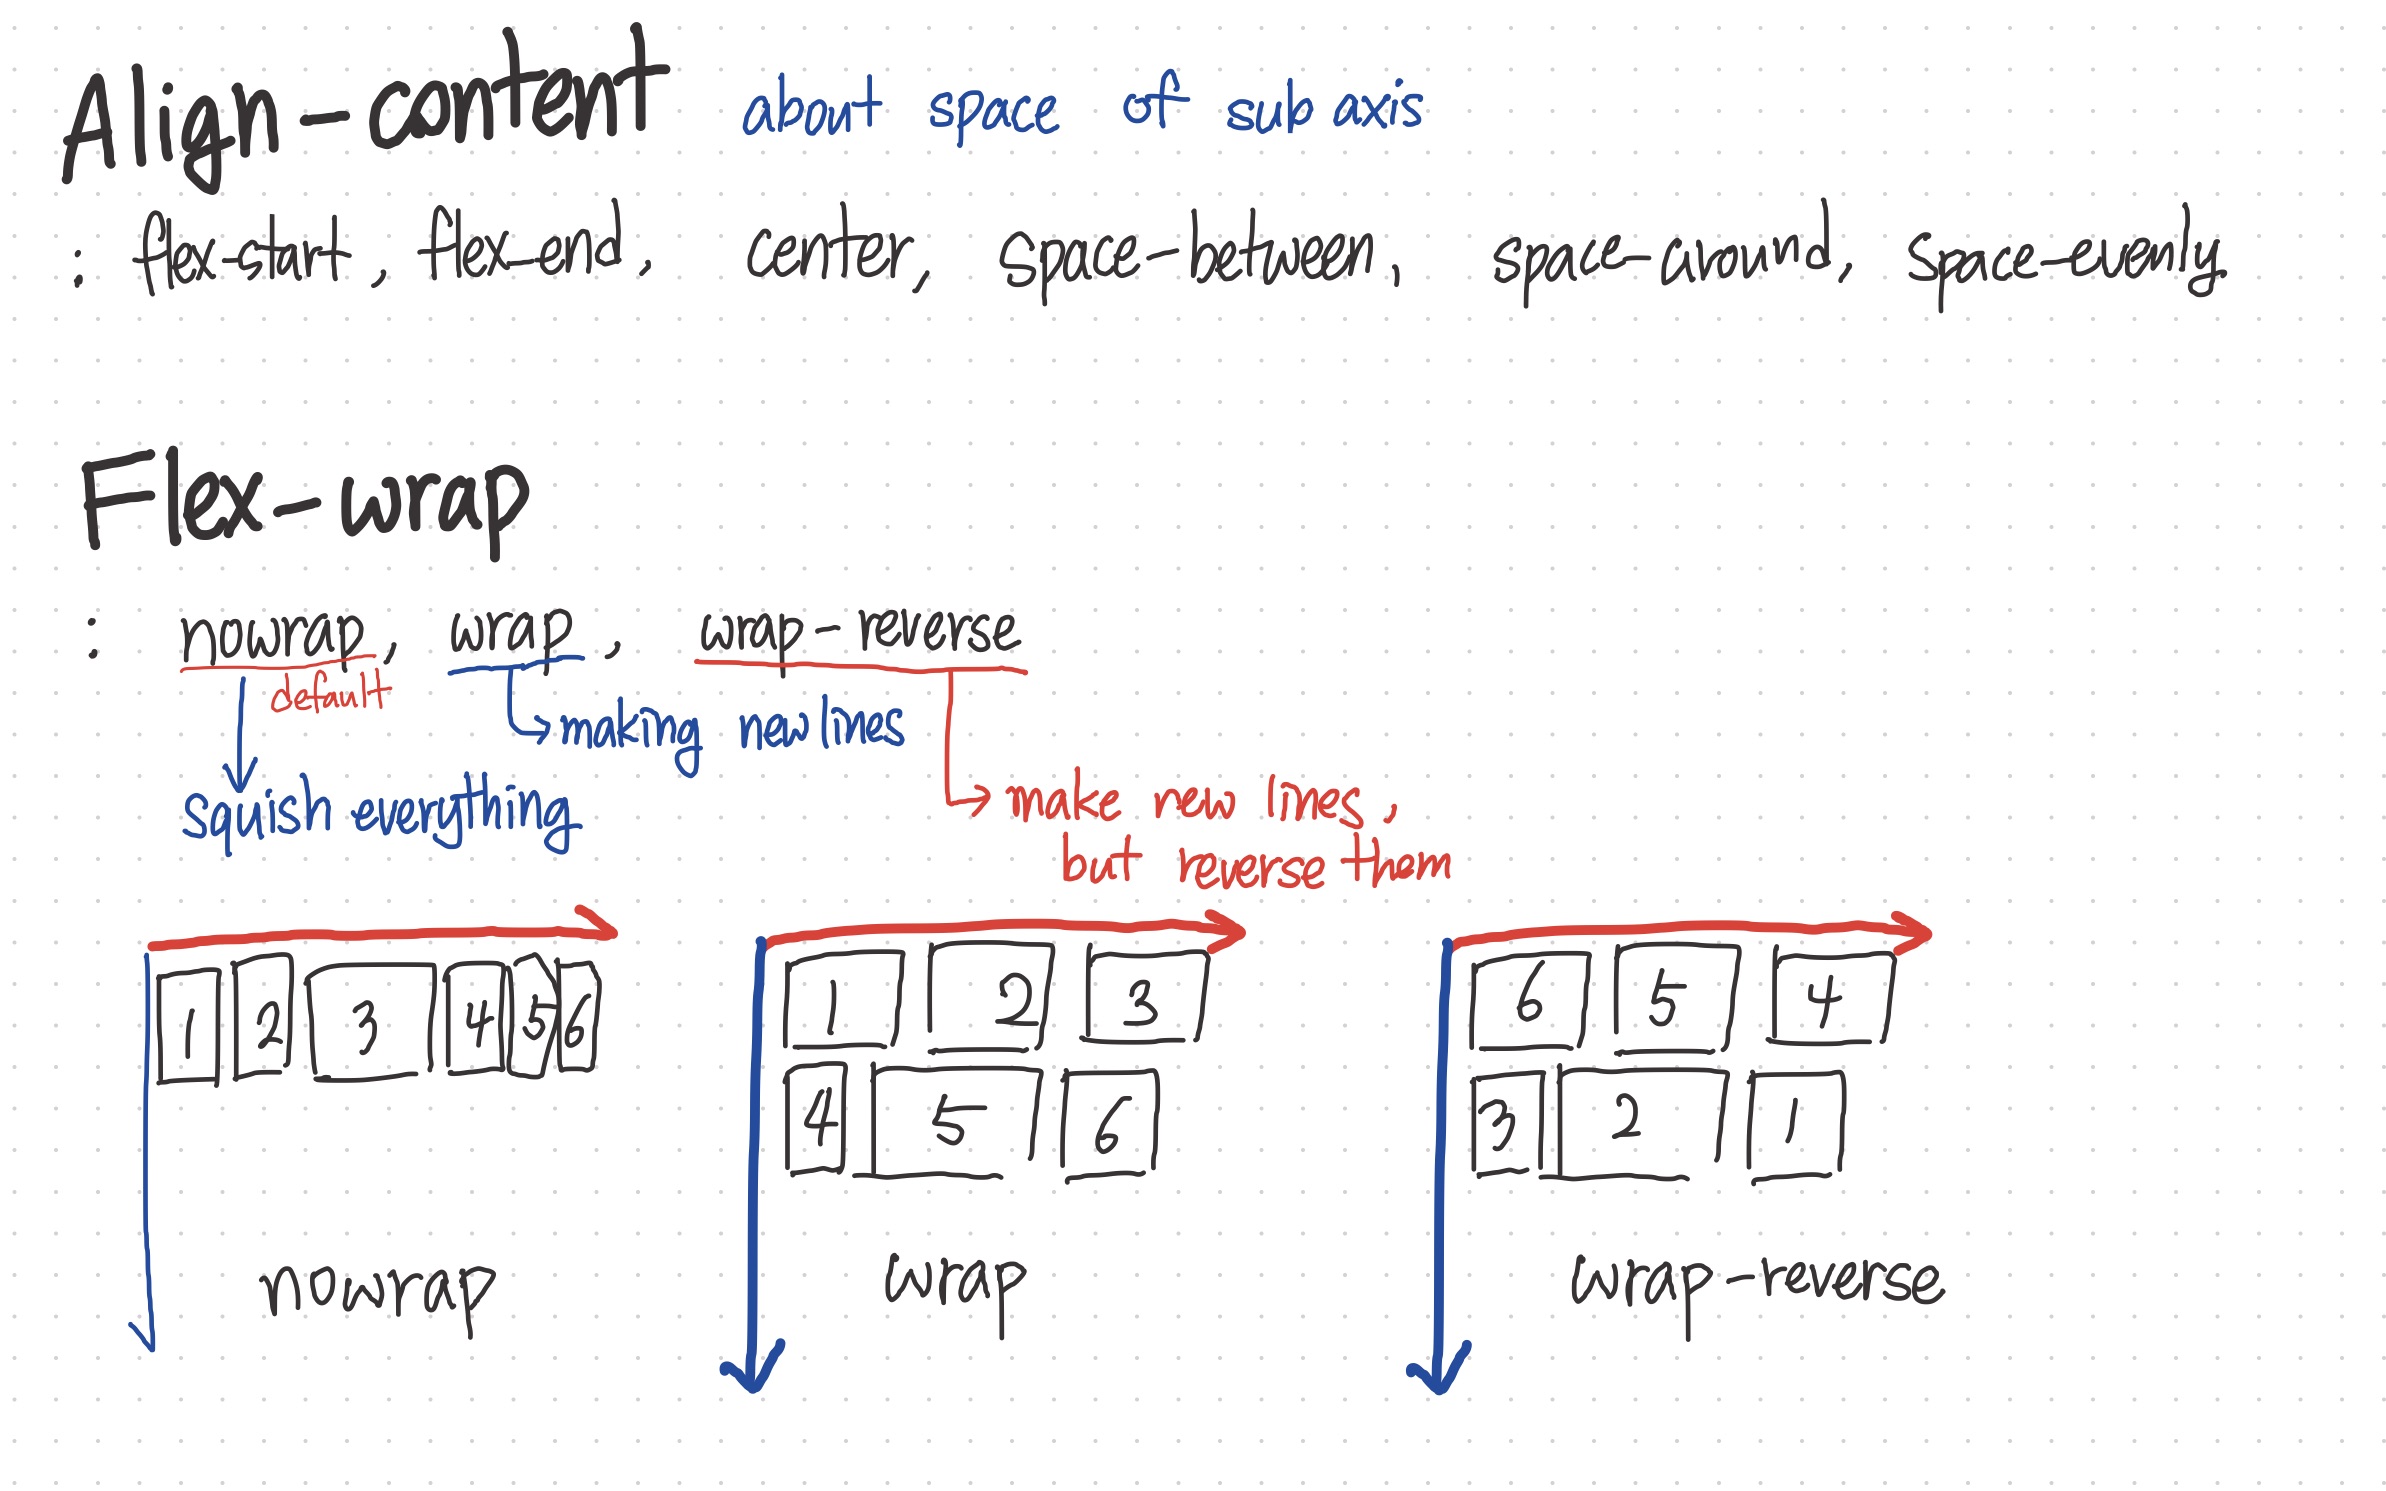 Align-content about space of sub axis
: flex-start, flex-end, center, space-between, space-around, space-evenly
Flex-wrap
: nowrap, wrap, wrap-reverse
default
making newlines
squish everything
make new lines,
but reverse them
1 2 3 4 5 6
1 2 3
4 5 6
6 5 4
3 2 1
nowrap
wrap
wrap-reverse